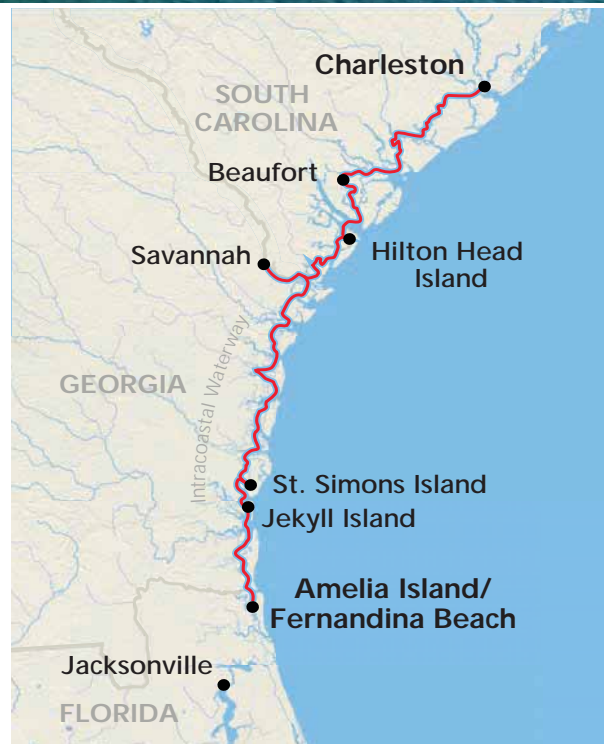 Charleston
SOUTH
CAROLINA
Beaufort
Hilton Head
Island
Savannah
Intracoastal Waterway
GEORGIA
St. Simons Island
Jekyll Island
Amelia Island/
Fernandina Beach
Jacksonville
FLORIDA